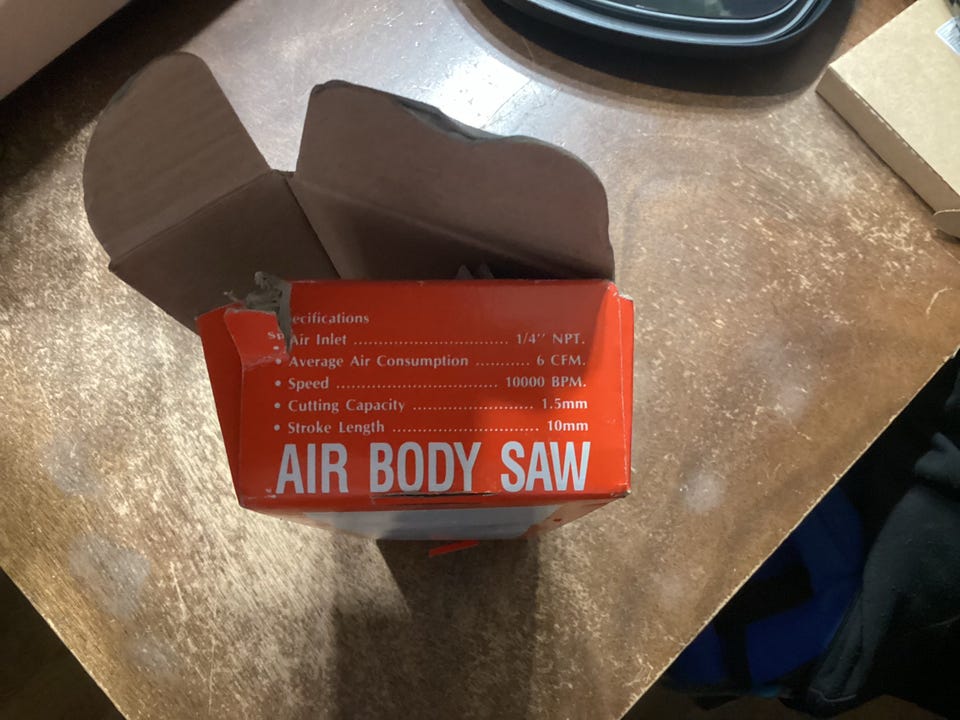 Specifications
• Air Inlet ................................ 1/4'' NPT.
• Average Air Consumption ........... 6 CFM.
• Speed ................................. 10000 BPM.
• Cutting Capacity ......................... 1.5mm
• Stroke Length .............................. 10mm
AIR BODY SAW